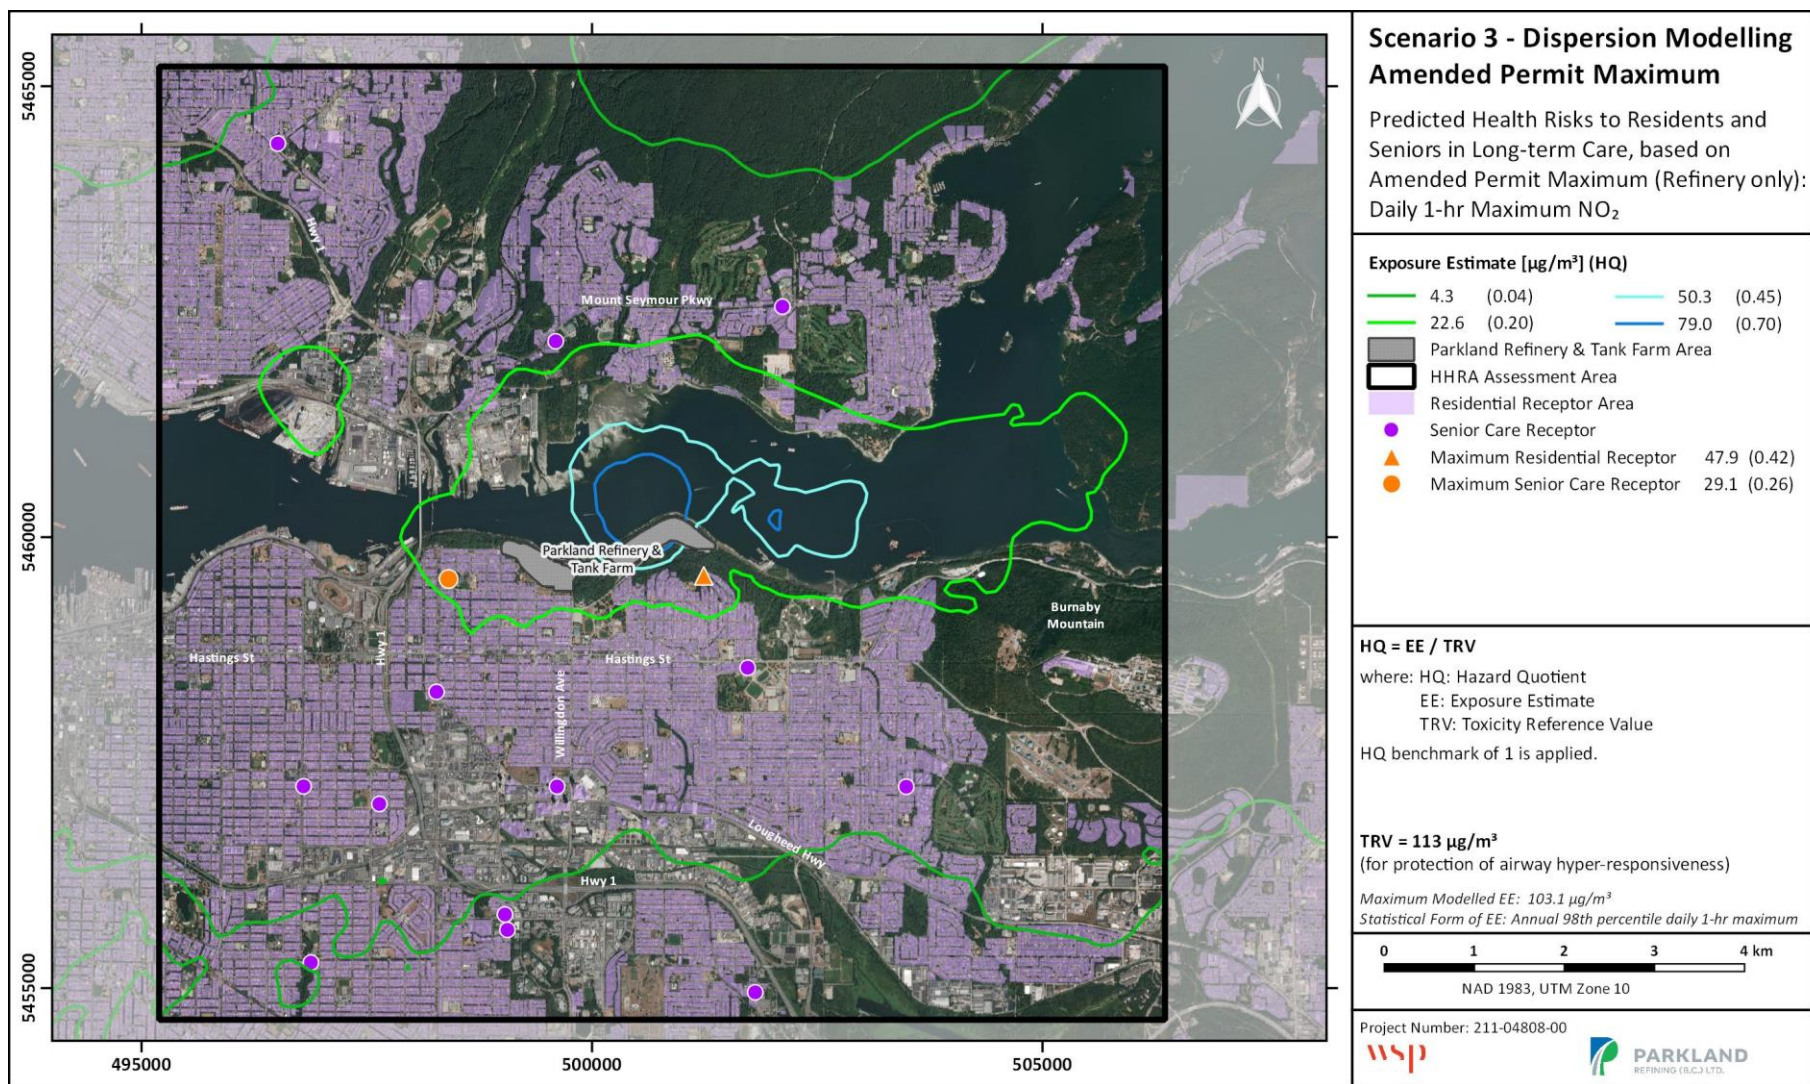 Scenario 3 - Dispersion Modelling
Amended Permit Maximum
Predicted Health Risks to Residents and
Seniors in Long-term Care, based on
Amended Permit Maximum (Refinery only):
Daily 1-hr Maximum NO₂
Exposure Estimate [µg/m³] (HQ)
4.3 (0.04) 50.3 (0.45)
22.6 (0.20) 79.0 (0.70)
Parkland Refinery & Tank Farm Area
HHRA Assessment Area
Residential Receptor Area
Senior Care Receptor
Maximum Residential Receptor 47.9 (0.42)
Maximum Senior Care Receptor 29.1 (0.26)
HQ = EE / TRV
where: HQ: Hazard Quotient
EE: Exposure Estimate
TRV: Toxicity Reference Value
HQ benchmark of 1 is applied.
TRV = 113 µg/m³
(for protection of airway hyper-responsiveness)
Maximum Modelled EE: 103.1 µg/m³
Statistical Form of EE: Annual 98th percentile daily 1-hr maximum
0 1 2 3 4 km
NAD 1983, UTM Zone 10
Project Number: 211-04808-00
wsp
PARKLAND
REFINING (B.C.) LTD.
N
5465000
5460000
5455000
495000 500000 505000
Hwy 1
Mount Seymour Pkwy
Parkland Refinery &
Tank Farm
Burnaby
Mountain
Hastings St
Hwy 1
Hastings St
Willingdon Ave
Lougheed Hwy
Hwy 1